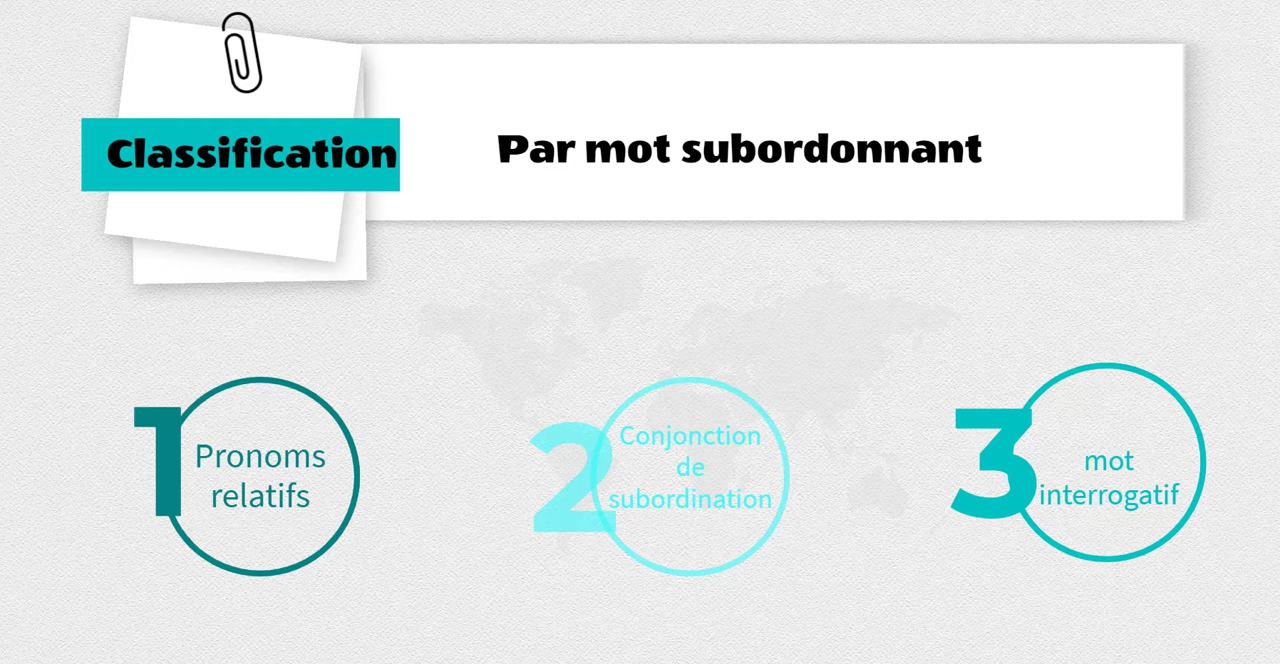 Classification
Par mot subordonnant
1
Pronoms
relatifs
2
Conjonction
de
subordination
3
mot
interrogatif